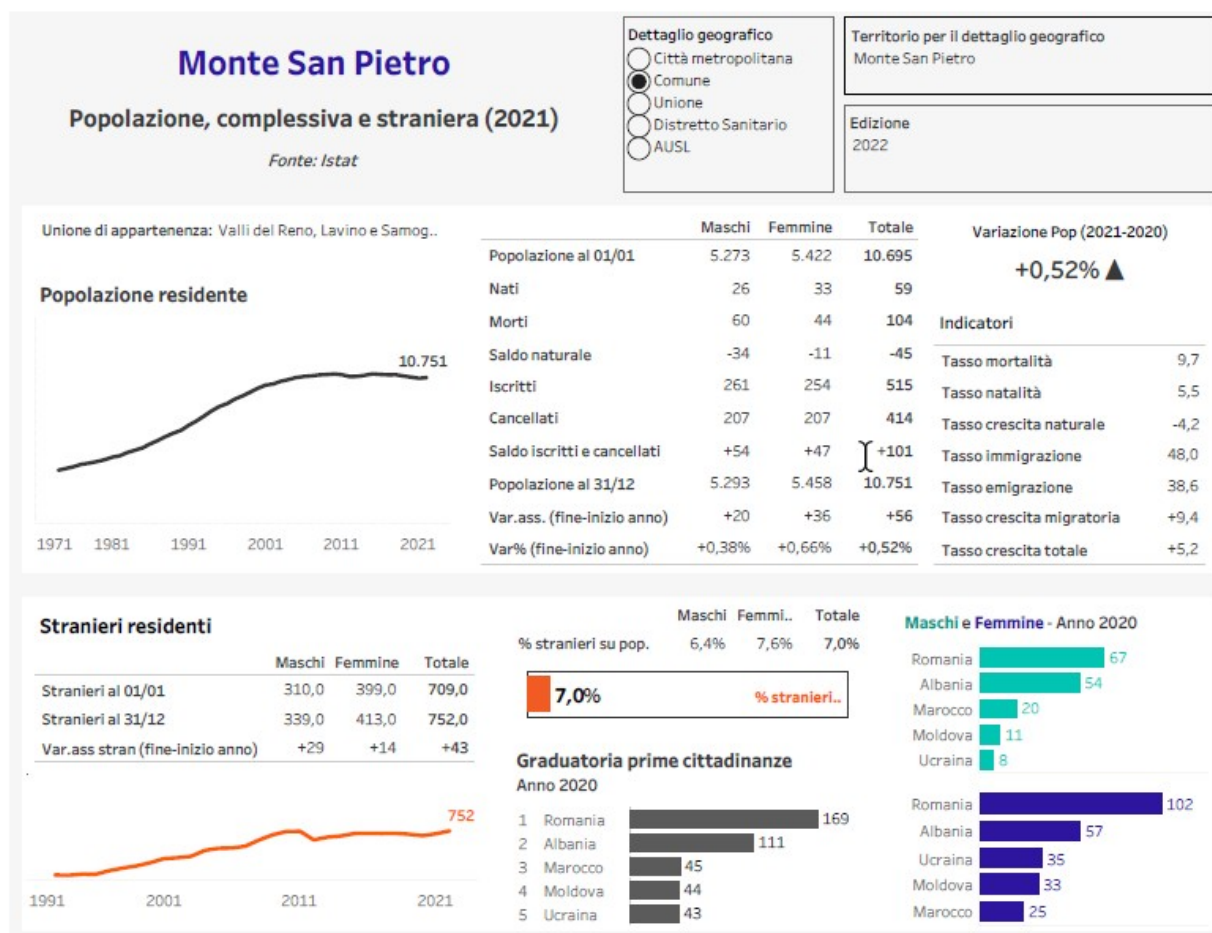 Monte San Pietro
Popolazione, complessiva e straniera (2021)
Fonte: Istat
Dettaglio geografico
Città metropolitana
Comune
Unione
Distretto Sanitario
AUSL
Territorio per il dettaglio geografico
Monte San Pietro
Edizione
2022
Unione di appartenenza: Valli del Reno, Lavino e Samog..
Popolazione residente
10.751
1971 1981 1991 2001 2011 2021
Maschi Femmine Totale
Popolazione al 01/01 5.273 5.422 10.695
Nati 26 33 59
Morti 60 44 104
Saldo naturale -34 -11 -45
Iscritti 261 254 515
Cancellati 207 207 414
Saldo iscritti e cancellati +54 +47 +101
Popolazione al 31/12 5.293 5.458 10.751
Var.ass. (fine-inizio anno) +20 +36 +56
Var% (fine-inizio anno) +0,38% +0,66% +0,52%
Variazione Pop (2021-2020)
+0,52% ▲
Indicatori
Tasso mortalità 9,7
Tasso natalità 5,5
Tasso crescita naturale -4,2
Tasso immigrazione 48,0
Tasso emigrazione 38,6
Tasso crescita migratoria +9,4
Tasso crescita totale +5,2
Stranieri residenti
Maschi Femmine Totale
Stranieri al 01/01 310,0 399,0 709,0
Stranieri al 31/12 339,0 413,0 752,0
Var.ass stran (fine-inizio anno) +29 +14 +43
752
1991 2001 2011 2021
Maschi Femmi.. Totale
% stranieri su pop. 6,4% 7,6% 7,0%
7,0% % stranieri..
Graduatoria prime cittadinanze
Anno 2020
1 Romania 169
2 Albania 111
3 Marocco 45
4 Moldova 44
5 Ucraina 43
Maschi e Femmine - Anno 2020
Romania 67
Albania 54
Marocco 20
Moldova 11
Ucraina 8
Romania 102
Albania 57
Ucraina 35
Moldova 33
Marocco 25